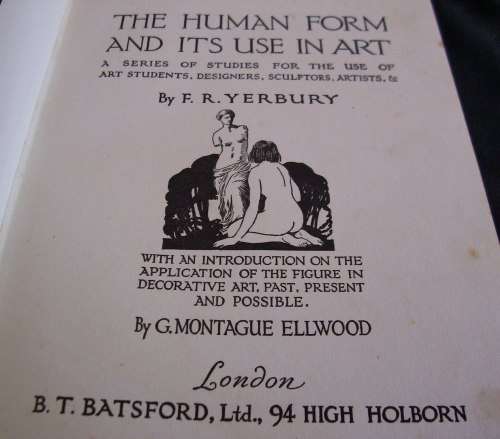 THE HUMAN FORM
AND ITS USE IN ART
A SERIES OF STUDIES FOR THE USE OF
ART STUDENTS, DESIGNERS, SCULPTORS, ARTISTS, &
By F. R. YERBURY
WITH AN INTRODUCTION ON THE
APPLICATION OF THE FIGURE IN
DECORATIVE ART, PAST, PRESENT
AND POSSIBLE.
By G. MONTAGUE ELLWOOD
London
B. T. BATSFORD, Ltd., 94 HIGH HOLBORN